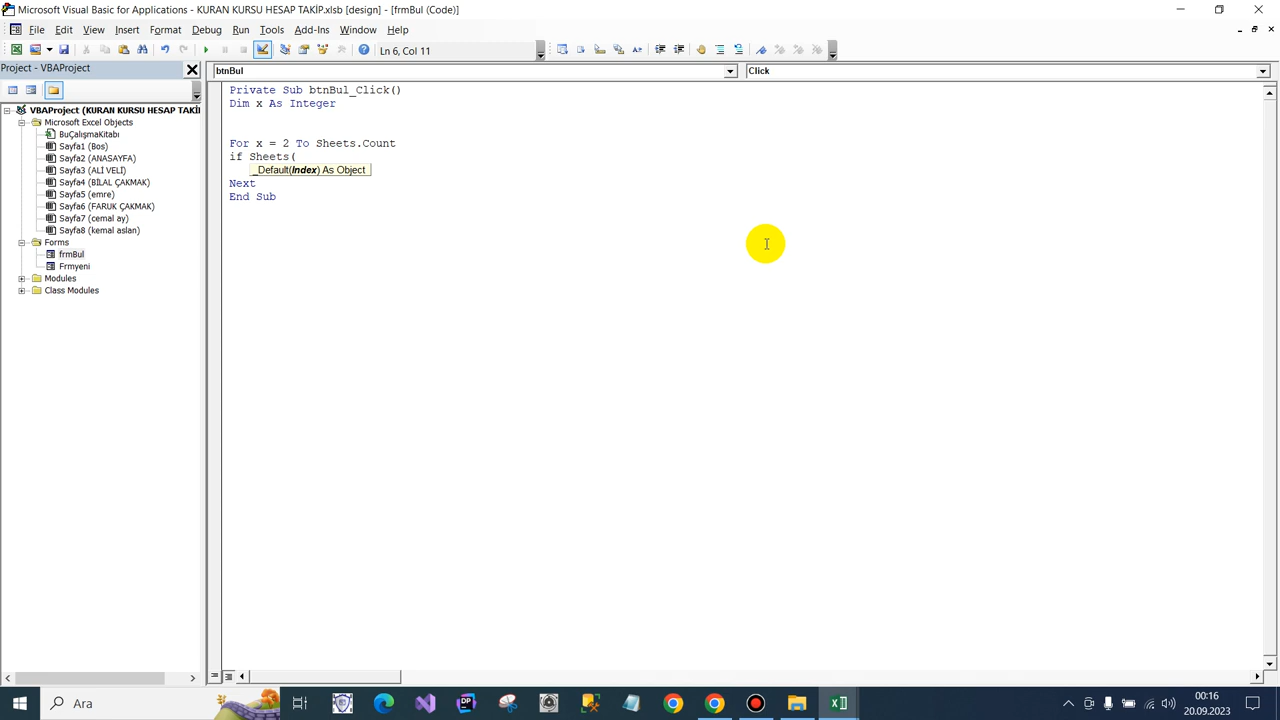 Microsoft Visual Basic for Applications - KURAN KURSU HESAP TAKİP.xlsb [design] - [frmBul (Code)]
File Edit View Insert Format Debug Run Tools Add-Ins Window Help
Ln 6, Col 11
Project - VBAProject
btnBul
Click
VBAProject (KURAN KURSU HESAP TAKİ
Microsoft Excel Objects
BuÇalışmaKitabı
Sayfa1 (Bos)
Sayfa2 (ANASAYFA)
Sayfa3 (ALİ VELİ)
Sayfa4 (BİLAL ÇAKMAK)
Sayfa5 (emre)
Sayfa6 (FARUK ÇAKMAK)
Sayfa7 (cemal ay)
Sayfa8 (kemal aslan)
Forms
frmBul
Frmyeni
Modules
Class Modules
Private Sub btnBul_Click()
Dim x As Integer
For x = 2 To Sheets.Count
if Sheets(
_Default(Index) As Object
Next
End Sub
Ara
DP
00:16
20.09.2023